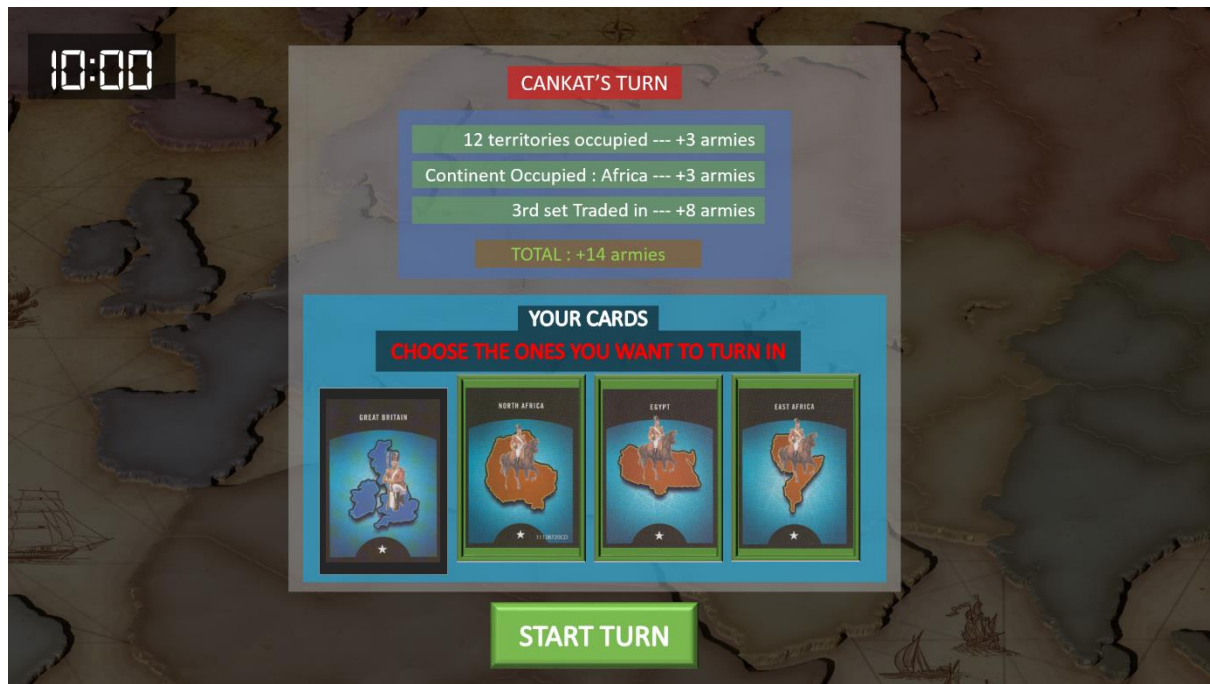 10:00
CANKAT'S TURN
12 territories occupied --- +3 armies
Continent Occupied : Africa --- +3 armies
3rd set Traded in --- +8 armies
TOTAL : +14 armies
YOUR CARDS
CHOOSE THE ONES YOU WANT TO TURN IN
GREAT BRITAIN
NORTH AFRICA
EGYPT
EAST AFRICA
START TURN